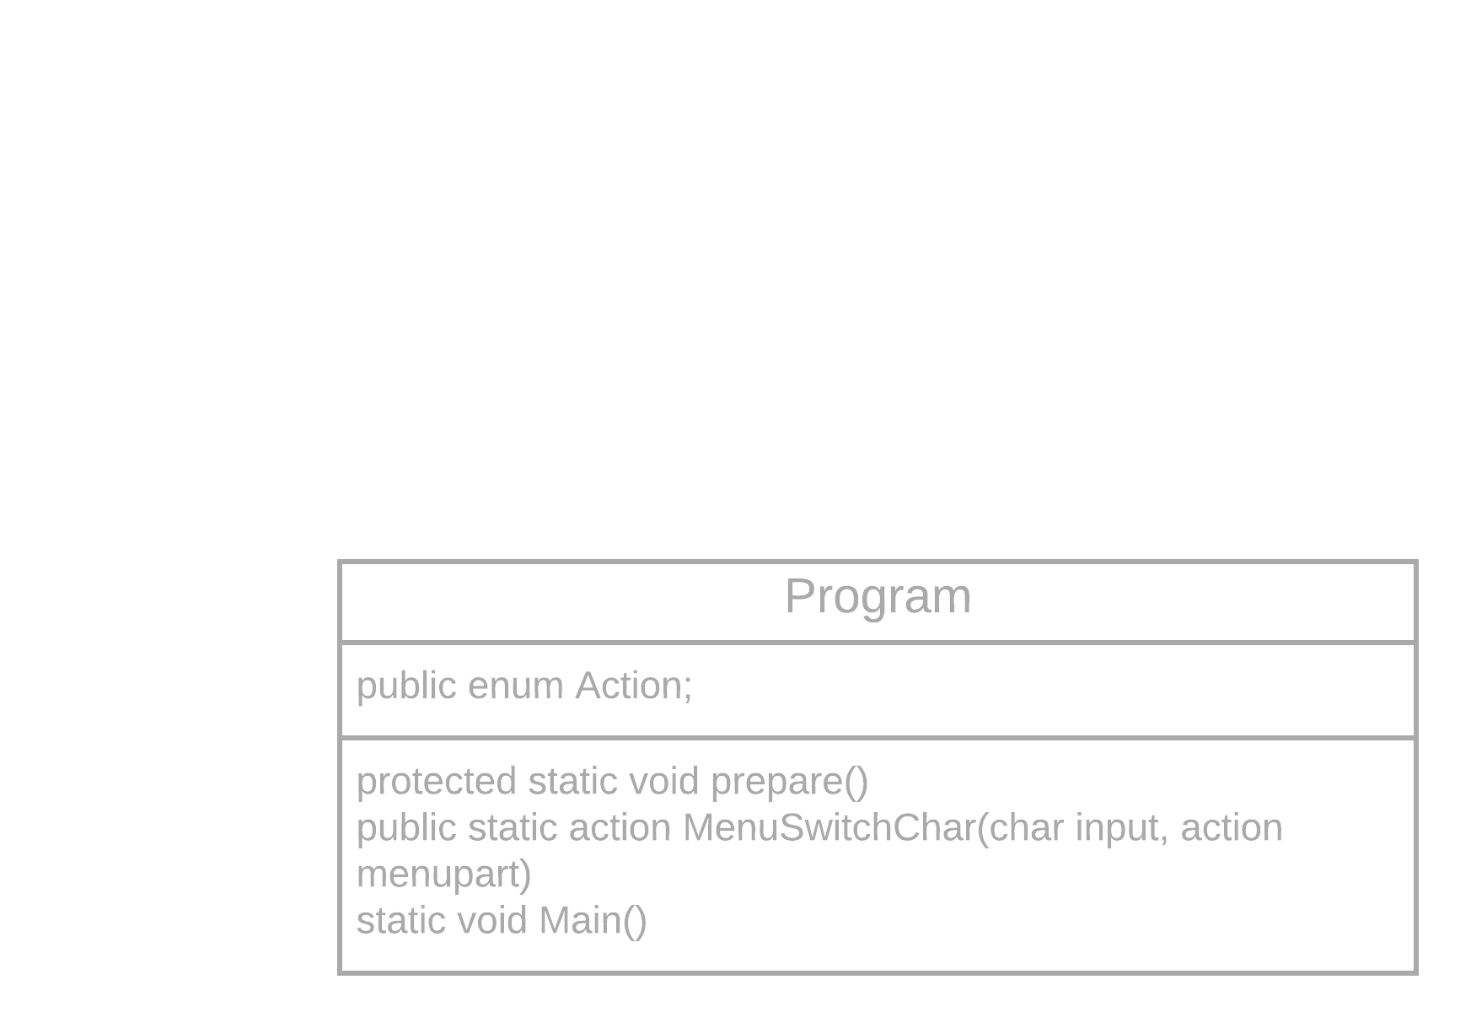 Program
public enum Action;
protected static void prepare()
public static action MenuSwitchChar(char input, action
menupart)
static void Main()